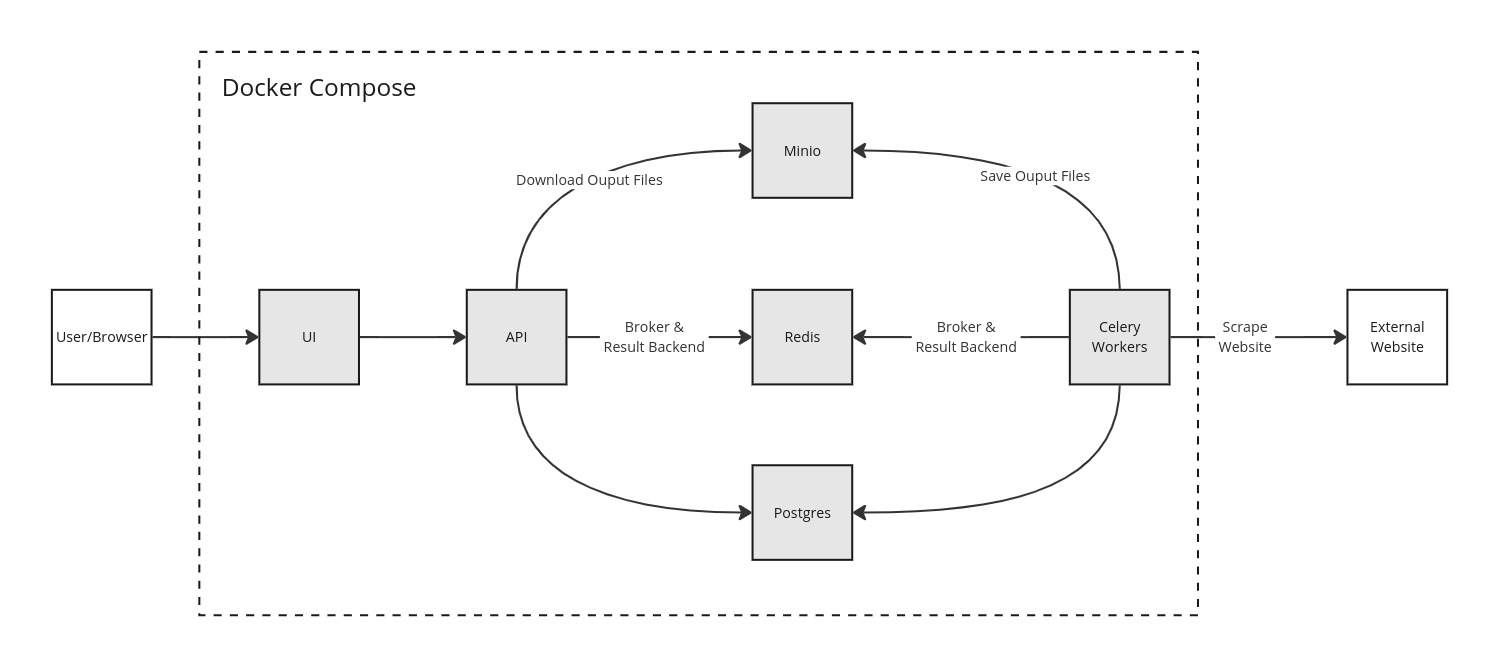 Docker Compose
Minio
Download Ouput Files
Save Ouput Files
User/Browser
UI
API
Broker &
Result Backend
Redis
Broker &
Result Backend
Celery
Workers
Scrape
Website
External
Website
Postgres